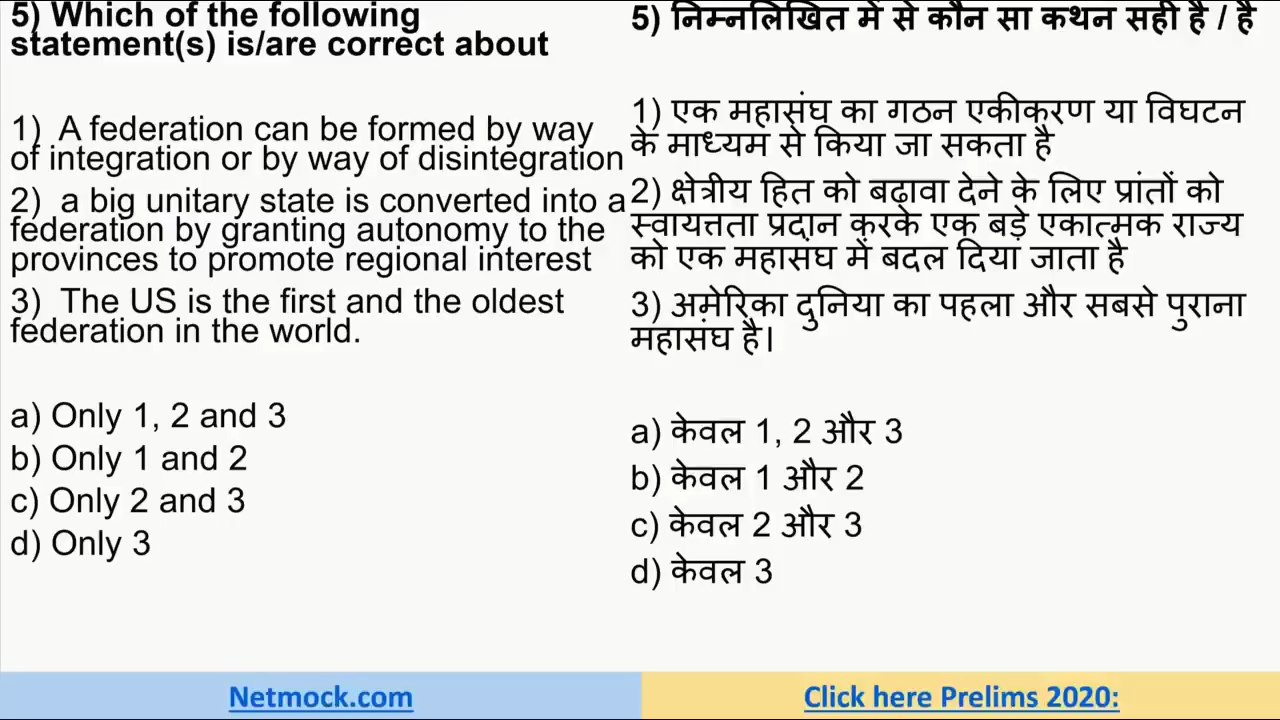 5) Which of the following
statement(s) is/are correct about
1) A federation can be formed by way
of integration or by way of disintegration
2) a big unitary state is converted into a
federation by granting autonomy to the
provinces to promote regional interest
3) The US is the first and the oldest
federation in the world.
a) Only 1, 2 and 3
b) Only 1 and 2
c) Only 2 and 3
d) Only 3
5) निम्नलिखित में से कौन सा कथन सही है / है
1) एक महासंघ का गठन एकीकरण या विघटन
के माध्यम से किया जा सकता है
2) क्षेत्रीय हित को बढ़ावा देने के लिए प्रांतों को
स्वायत्तता प्रदान करके एक बड़े एकात्मक राज्य
को एक महासंघ में बदल दिया जाता है
3) अमेरिका दुनिया का पहला और सबसे पुराना
महासंघ है।
a) केवल 1, 2 और 3
b) केवल 1 और 2
c) केवल 2 और 3
d) केवल 3
Netmock.com
Click here Prelims 2020: